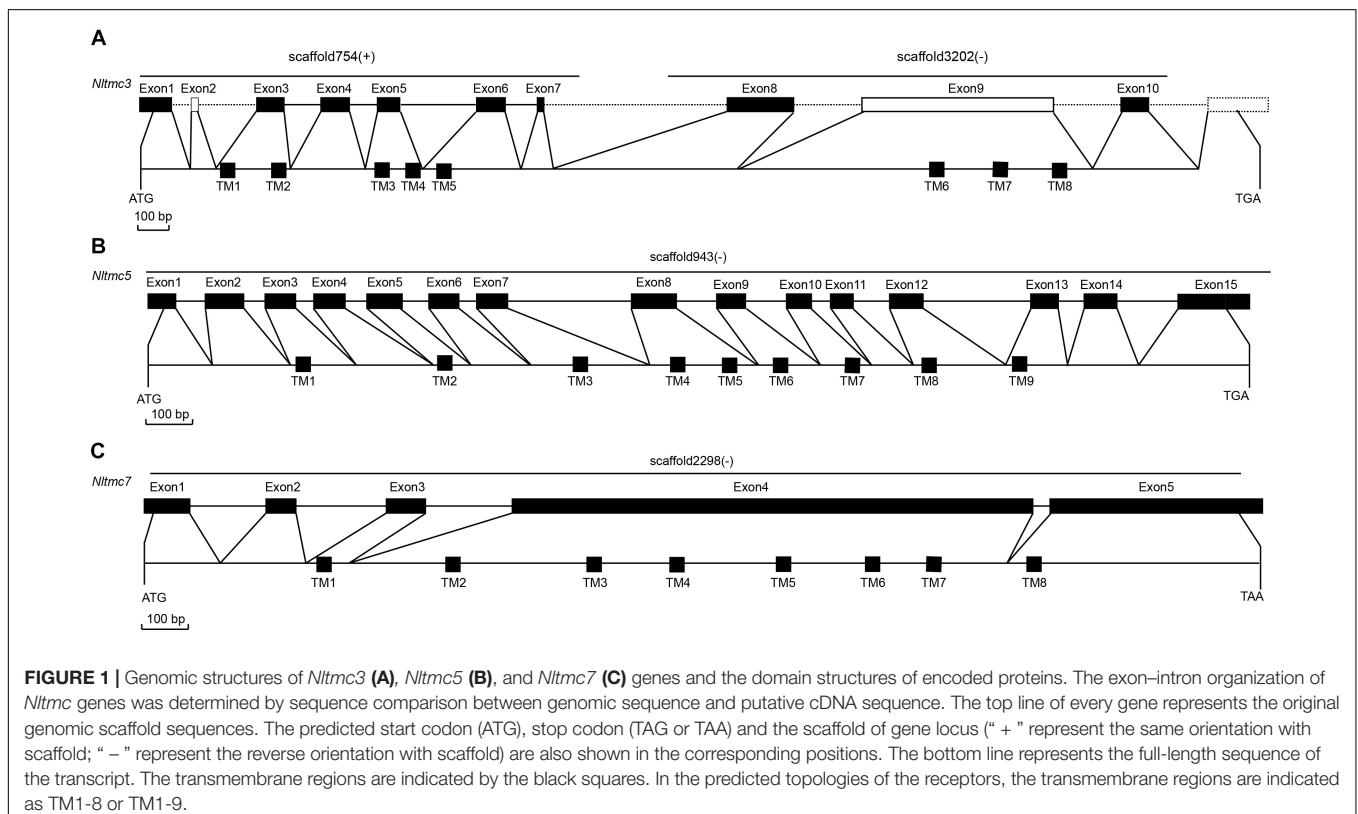 A
scaffold754(+) scaffold3202(-)
Nltmc3 Exon1 Exon2 Exon3 Exon4 Exon5 Exon6 Exon7 Exon8 Exon9 Exon10
TM1 TM2 TM3 TM4 TM5 TM6 TM7 TM8
ATG TGA
100 bp
B
scaffold943(-)
Nltmc5 Exon1 Exon2 Exon3 Exon4 Exon5 Exon6 Exon7 Exon8 Exon9 Exon10 Exon11 Exon12 Exon13 Exon14 Exon15
TM1 TM2 TM3 TM4 TM5 TM6 TM7 TM8 TM9
ATG TGA
100 bp
C
scaffold2298(-)
Nltmc7 Exon1 Exon2 Exon3 Exon4 Exon5
TM1 TM2 TM3 TM4 TM5 TM6 TM7 TM8
ATG TAA
100 bp
FIGURE 1 | Genomic structures of Nltmc3 (A), Nltmc5 (B), and Nltmc7 (C) genes and the domain structures of encoded proteins. The exon–intron organization of
Nltmc genes was determined by sequence comparison between genomic sequence and putative cDNA sequence. The top line of every gene represents the original
genomic scaffold sequences. The predicted start codon (ATG), stop codon (TAG or TAA) and the scaffold of gene locus (“ + ” represent the same orientation with
scaffold; “ – ” represent the reverse orientation with scaffold) are also shown in the corresponding positions. The bottom line represents the full-length sequence of
the transcript. The transmembrane regions are indicated by the black squares. In the predicted topologies of the receptors, the transmembrane regions are indicated
as TM1-8 or TM1-9.